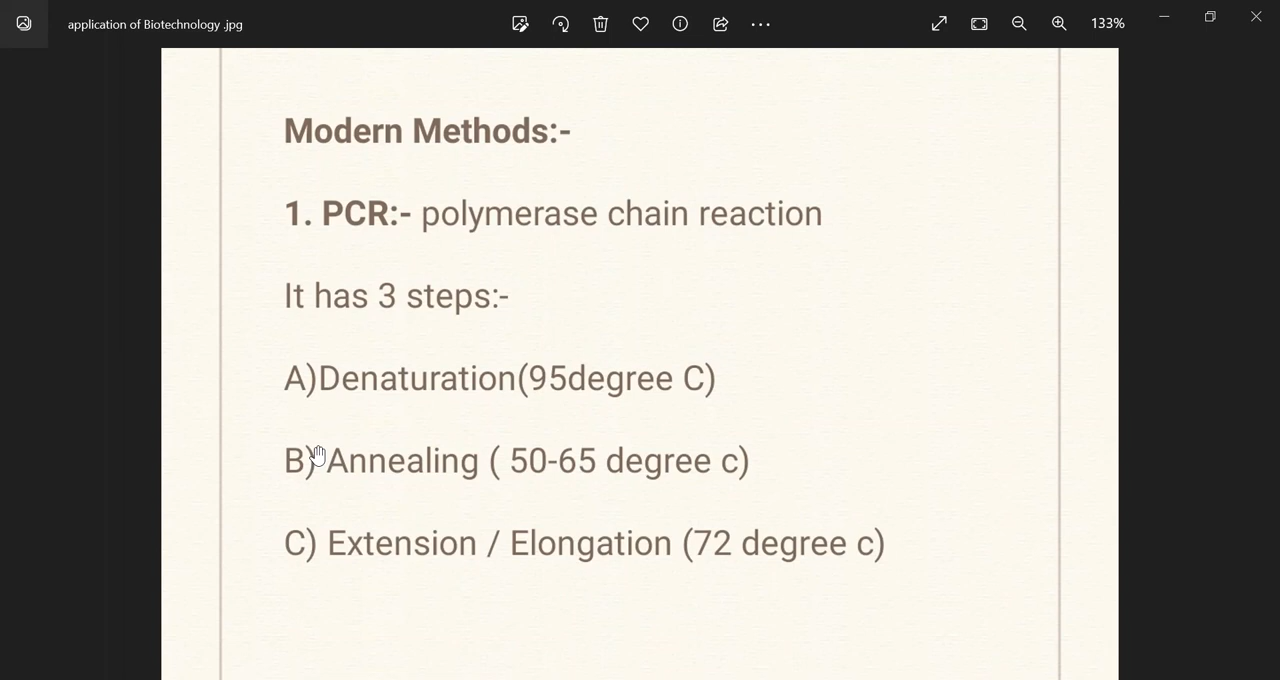 application of Biotechnology .jpg
133%
Modern Methods:-
1. PCR:- polymerase chain reaction
It has 3 steps:-
A)Denaturation(95degree C)
B) Annealing ( 50-65 degree c)
C) Extension / Elongation (72 degree c)